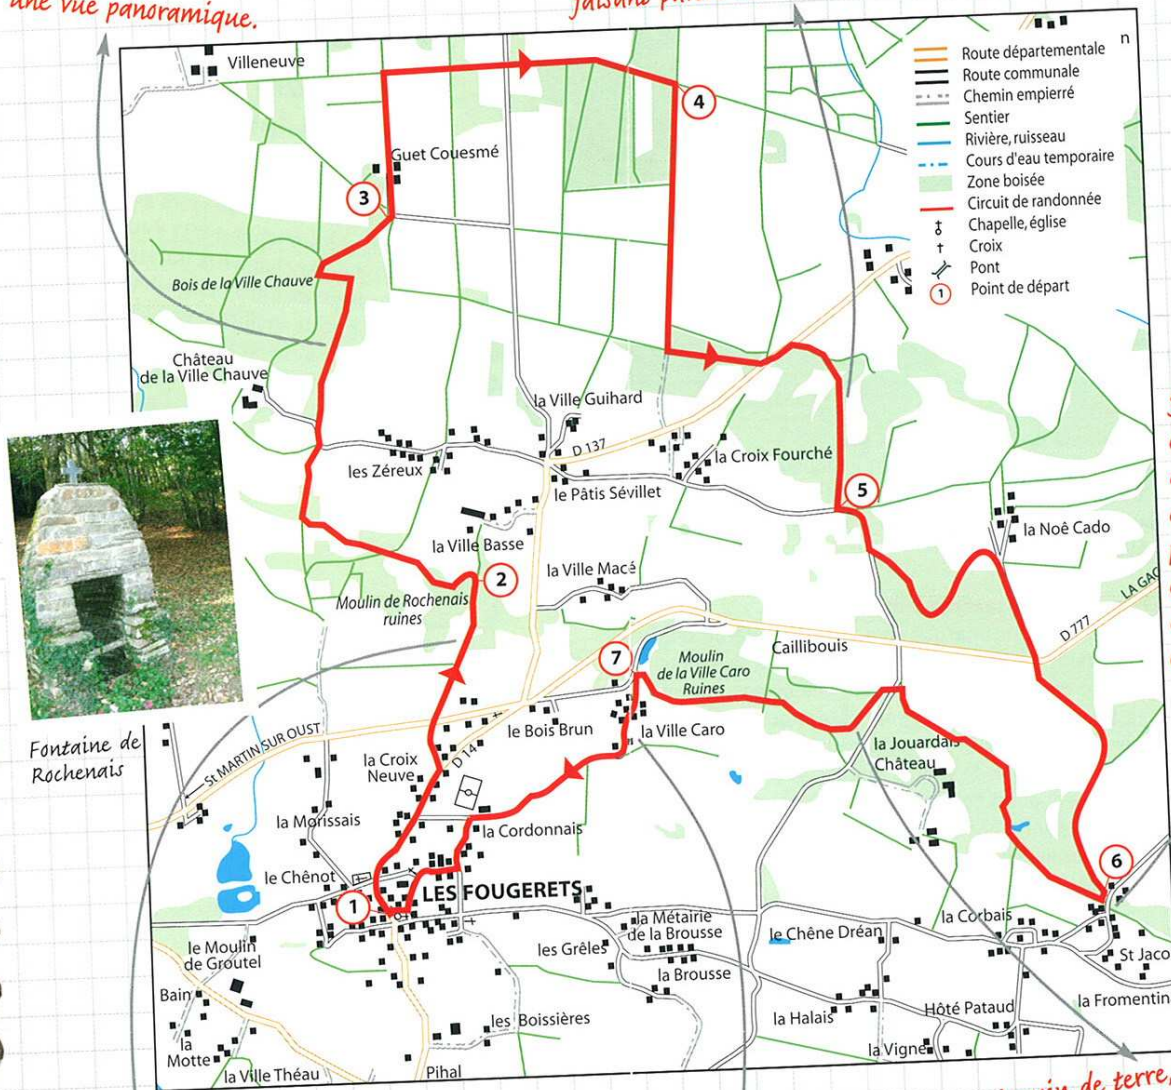 une vue panoramique.
Villeneuve
n
Route départementale
Route communale
Chemin empierré
Sentier
Rivière, ruisseau
Cours d'eau temporaire
Zone boisée
Circuit de randonnée
Chapelle, église
Croix
Pont
1
Point de départ
4
Guet Couesmé
3
Bois de la Ville Chauve
Château
de la Ville Chauve
la Ville Guihard
D 137
la Croix Fourché
les Zéreux
le Pâtis Sévillet
5
la Noê Cado
la Ville Basse
la Ville Macé
2
Moulin de Rochenais
ruines
LA GAC
D 777
7
Moulin
de la Ville Caro
Ruines
Caillibouis
le Bois Brun
la Ville Caro
St MARTIN SUR OUST
Fontaine de
Rochenais
la Croix
Neuve
D 14
la Jouardais
Château
la Morissais
la Cordonnais
le Chênot
LES FOUGERETS
1
6
la Métairie
de la Brousse
le Chêne Dréan
la Corbais
le Moulin
de Groutel
les Grêles
la Brousse
St Jaco
Bain
la Fromentin
la Halais
Hôté Pataud
les Boissières
la
Motte
la Vigne
la Ville Théau
Pihal
de terre